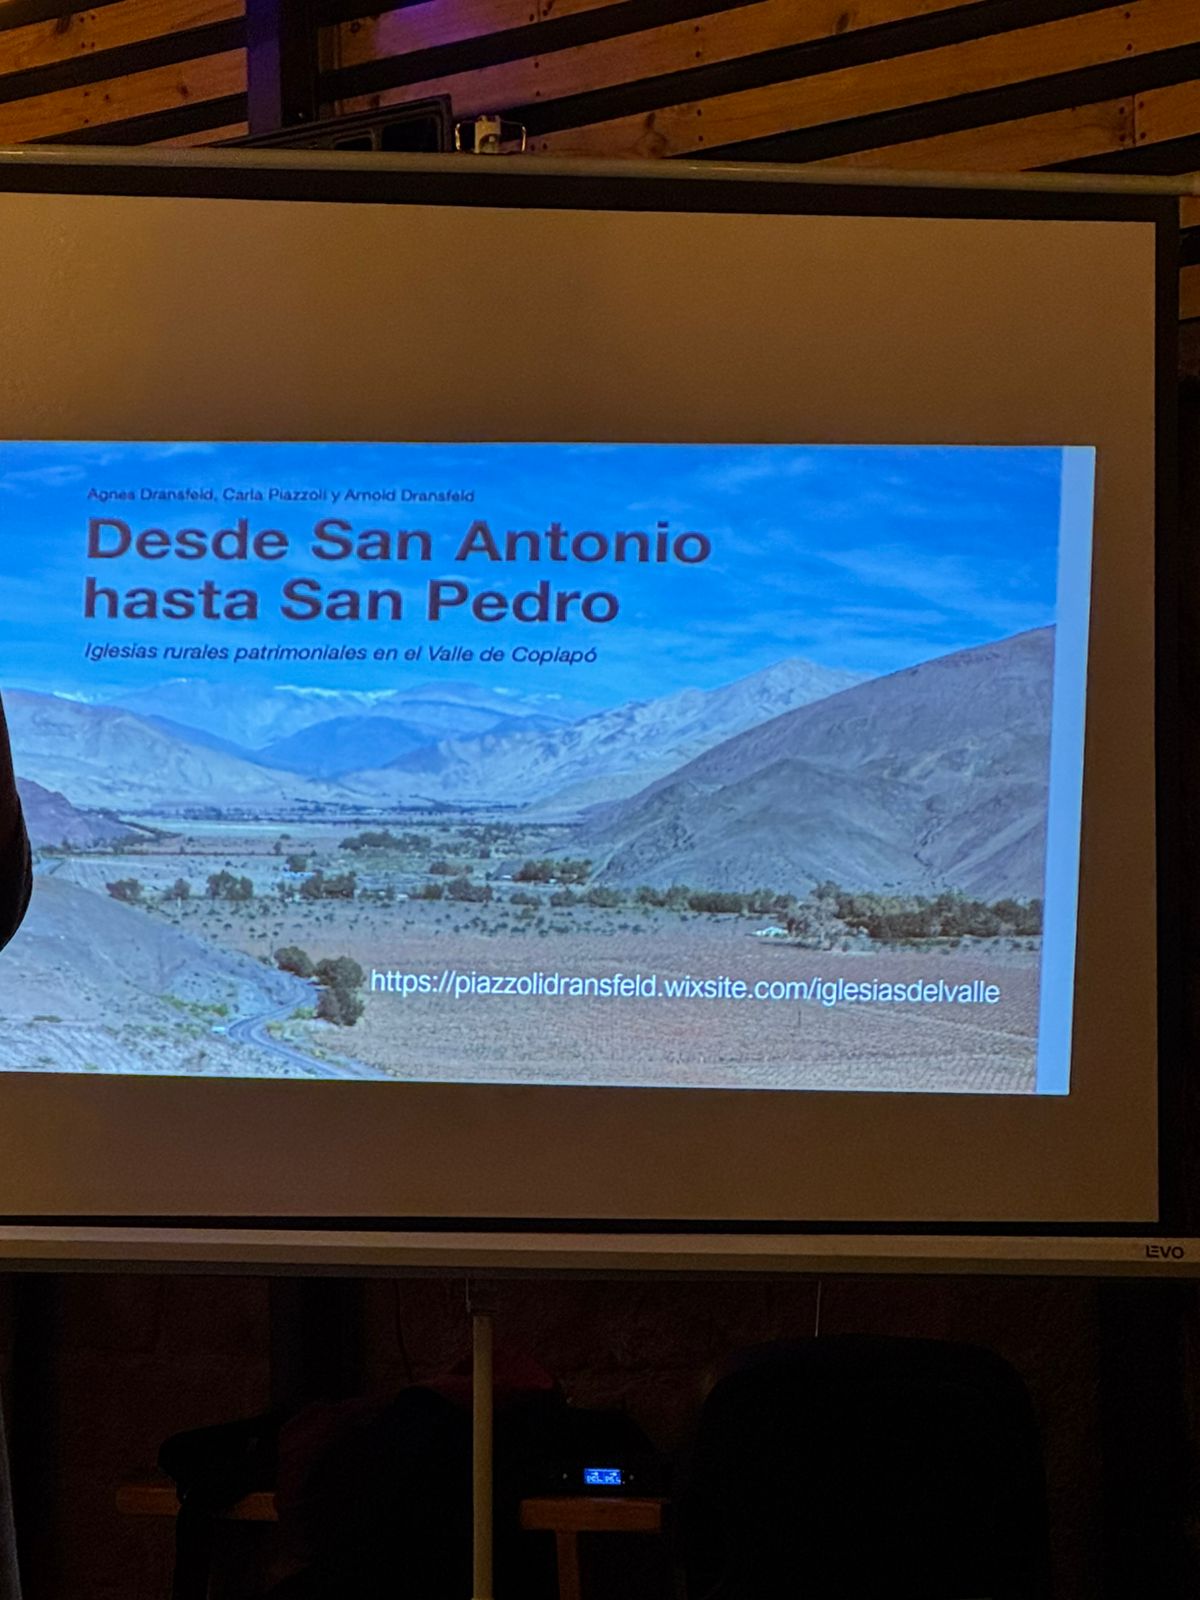 Agnes Dransfeld, Carla Piazzoli y Arnold Dransfeld
Desde San Antonio
hasta San Pedro
Iglesias rurales patrimoniales en el Valle de Copiapó
https://piazzolidransfeld.wixsite.com/iglesiasdelvalle
EVO